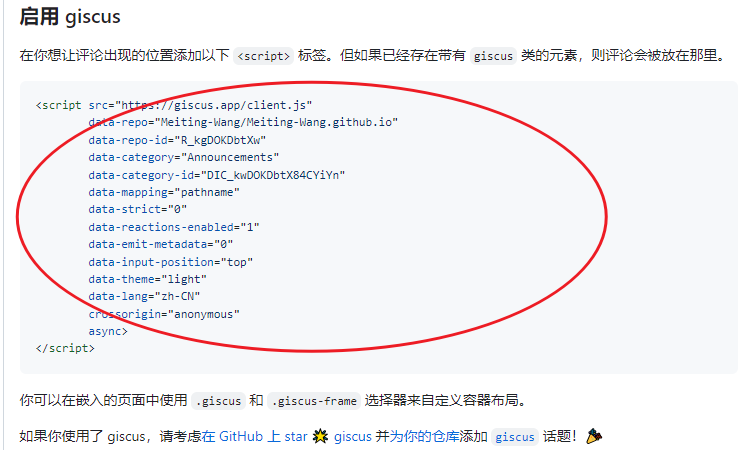 启用 giscus
在你想让评论出现的位置添加以下 <script> 标签。但如果已经存在带有 giscus 类的元素，则评论会被放在那里。
<script src="https://giscus.app/client.js"
data-repo="Meiting-Wang/Meiting-Wang.github.io"
data-repo-id="R_kgDOKDbtXw"
data-category="Announcements"
data-category-id="DIC_kwDOKDbtX84CYiYn"
data-mapping="pathname"
data-strict="0"
data-reactions-enabled="1"
data-emit-metadata="0"
data-input-position="top"
data-theme="light"
data-lang="zh-CN"
crossorigin="anonymous"
async>
</script>
你可以在嵌入的页面中使用 .giscus 和 .giscus-frame 选择器来自定义容器布局。
如果你使用了 giscus，请考虑在 GitHub 上 star 🌟 giscus 并为你的仓库添加 giscus 话题！🎉